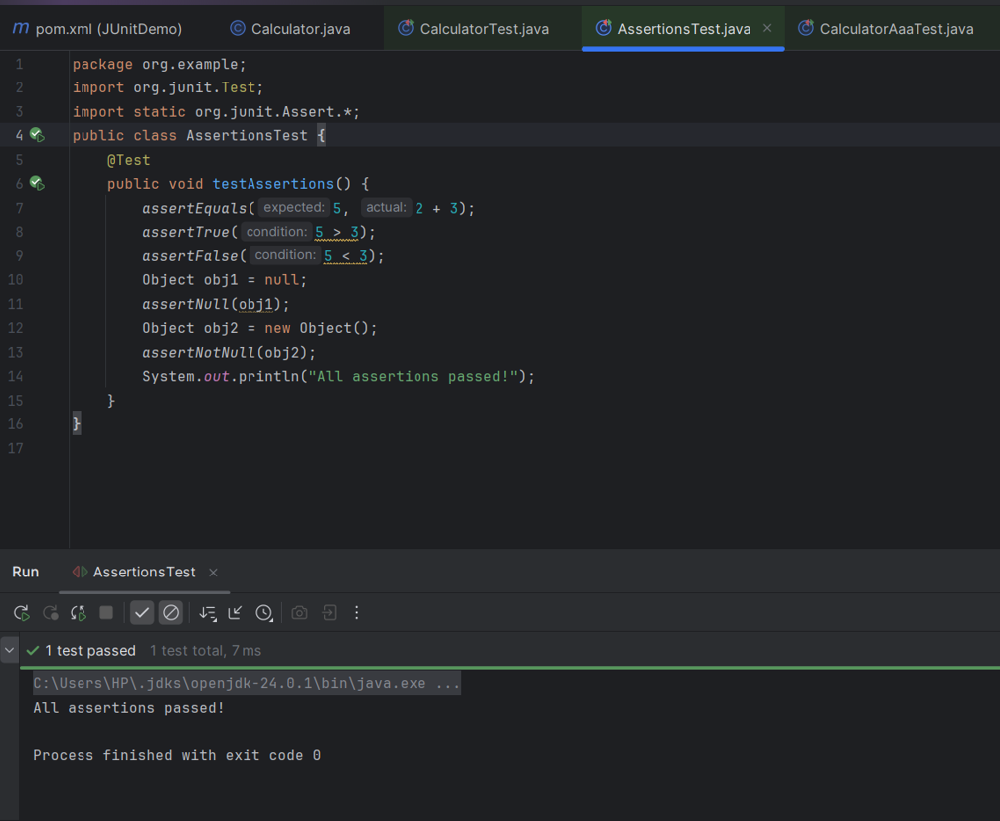 m pom.xml (JUnitDemo) Calculator.java CalculatorTest.java AssertionsTest.java CalculatorAaaTest.java
1 package org.example;
2 import org.junit.Test;
3 import static org.junit.Assert.*;
4 public class AssertionsTest {
5 @Test
6 public void testAssertions() {
7 assertEquals( expected: 5, actual: 2 + 3);
8 assertTrue( condition: 5 > 3);
9 assertFalse( condition: 5 < 3);
10 Object obj1 = null;
11 assertNull(obj1);
12 Object obj2 = new Object();
13 assertNotNull(obj2);
14 System.out.println("All assertions passed!");
15 }
16 }
17
Run AssertionsTest
1 test passed 1 test total, 7 ms
C:\Users\HP\.jdks\openjdk-24.0.1\bin\java.exe ...
All assertions passed!
Process finished with exit code 0